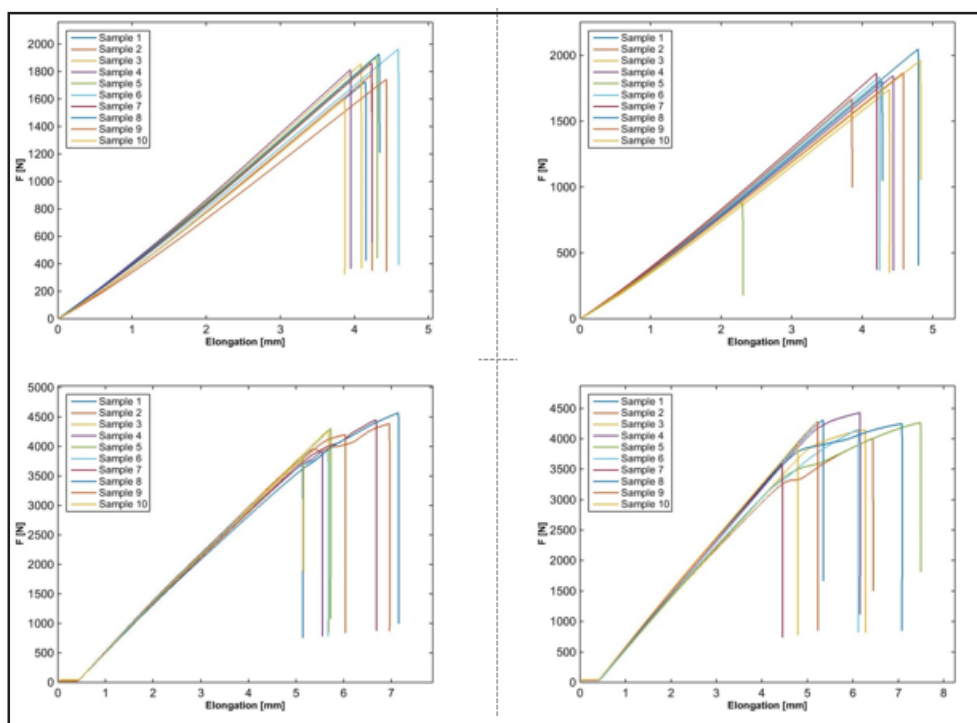 2000
1800
1600
1400
1200
1000
800
600
400
200
0
F [N]
Sample 1
Sample 2
Sample 3
Sample 4
Sample 5
Sample 6
Sample 7
Sample 8
Sample 9
Sample 10
0 1 2 3 4 5
Elongation [mm]
2000
1500
1000
500
0
F [N]
Sample 1
Sample 2
Sample 3
Sample 4
Sample 5
Sample 6
Sample 7
Sample 8
Sample 9
Sample 10
0 1 2 3 4 5
Elongation [mm]
5000
4500
4000
3500
3000
2500
2000
1500
1000
500
0
F [N]
Sample 1
Sample 2
Sample 3
Sample 4
Sample 5
Sample 6
Sample 7
Sample 8
Sample 9
Sample 10
0 1 2 3 4 5 6 7
Elongation [mm]
4500
4000
3500
3000
2500
2000
1500
1000
500
0
F [N]
Sample 1
Sample 2
Sample 3
Sample 4
Sample 5
Sample 6
Sample 7
Sample 8
Sample 9
Sample 10
0 1 2 3 4 5 6 7 8
Elongation [mm]